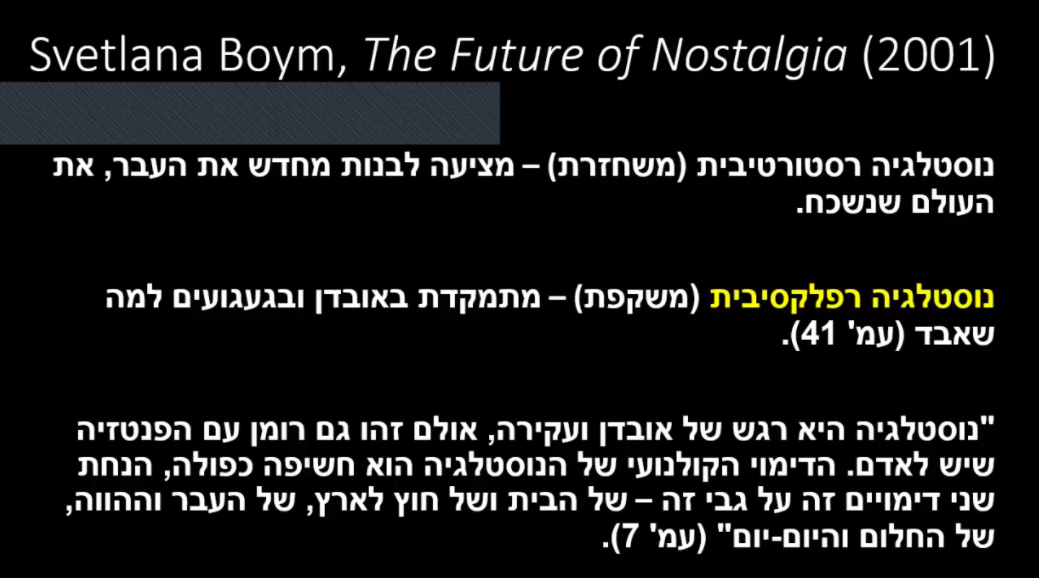 Svetlana Boym, The Future of Nostalgia (2001)
נוסטלגיה רסטורטיבית (משחזרת) – מציעה לבנות מחדש את העבר, את
העולם שנשכח.
נוסטלגיה רפלקסיבית (משקפת) – מתמקדת באובדן ובגעגועים למה
שאבד (עמ' 41).
"נוסטלגיה היא רגש של אובדן ועקירה, אולם זהו גם רומן עם הפנטזיה
שיש לאדם. הדימוי הקולנועי של הנוסטלגיה הוא חשיפה כפולה, הנחת
שני דימויים זה על גבי זה – של הבית ושל חוץ לארץ, של העבר וההווה,
של החלום והיום-יום" (עמ' 7).